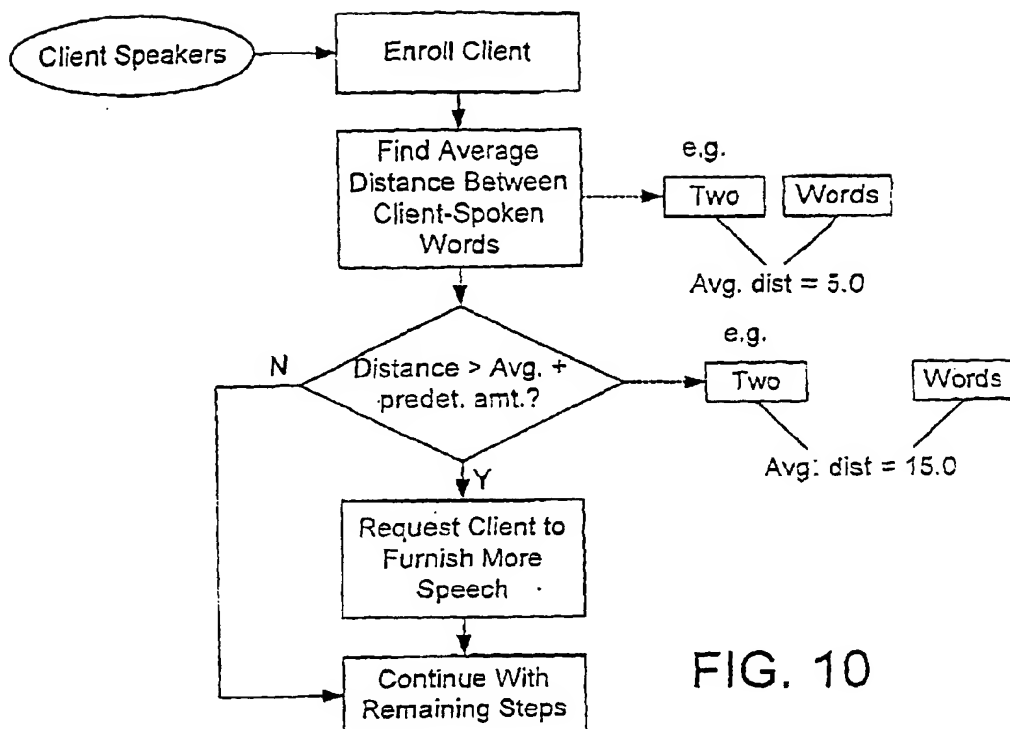 Client Speakers
Enroll Client
Find Average
Distance Between
Client-Spoken
Words
e.g.
Two
Words
Avg. dist = 5.0
N
Distance > Avg. +
predet. amt.?
e.g.
Two
Words
Avg: dist = 15.0
Y
Request Client to
Furnish More
Speech
Continue With
Remaining Steps
FIG. 10